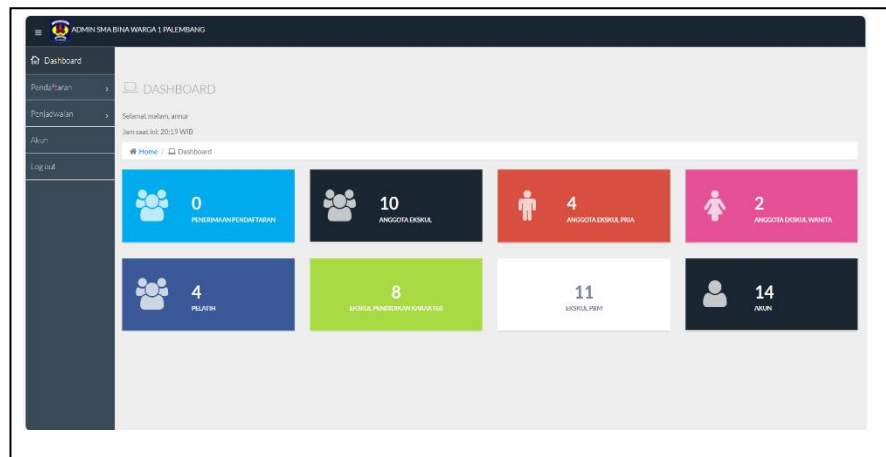 ADMIN SMA BINA WARGA 1 PALEMBANG
Dashboard
Pendaftaran
Penjadwalan
Akun
Log out
DASHBOARD
Selamat malam, annur
Jam saat ini: 20:19 WIB
Home / Dashboard
0
PENERIMAAN PENDAFTARAN
10
ANGGOTA EKSKUL
4
ANGGOTA EKSKUL PRIA
2
ANGGOTA EKSKUL WANITA
4
PELATIH
8
EKSKUL PENDIDIKAN KARAKTER
11
EKSKUL PBM
14
AKUN